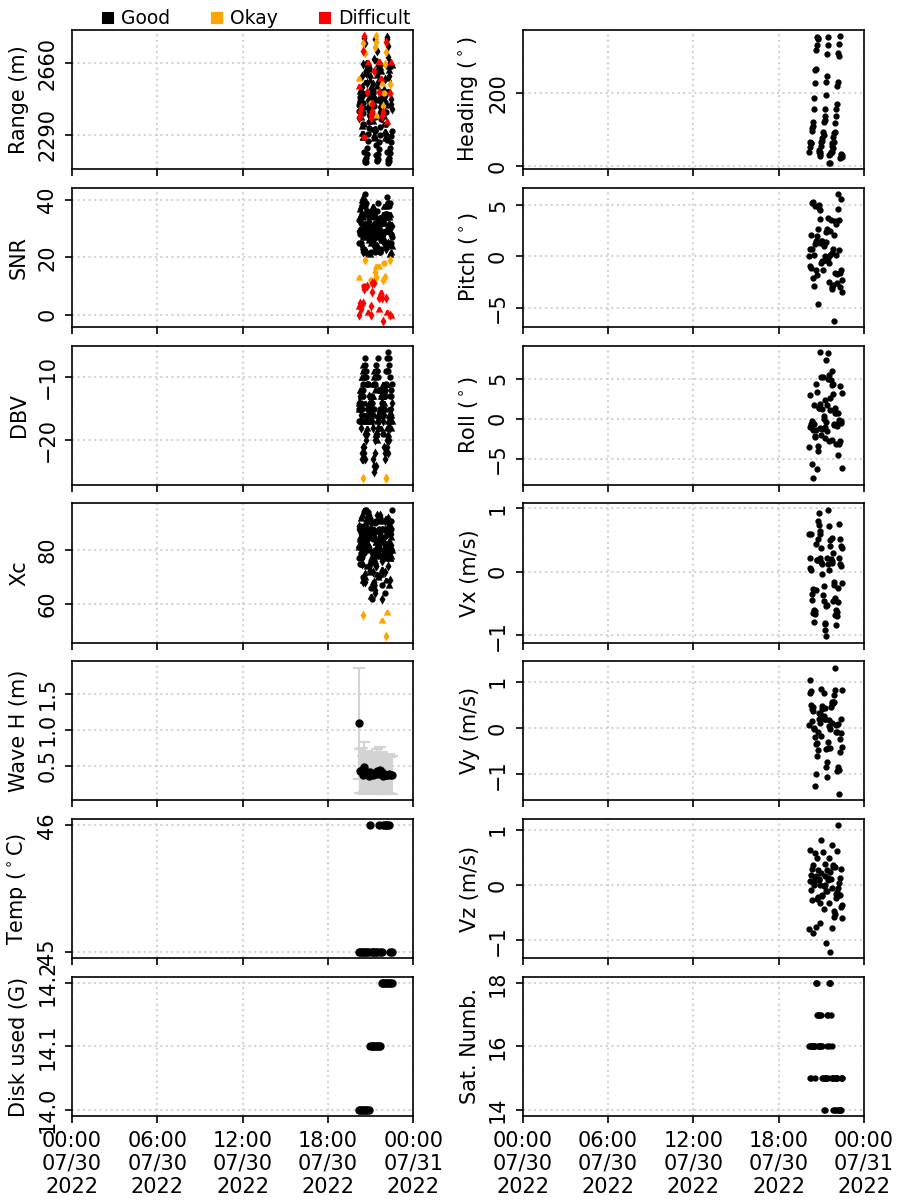 Good Okay Difficult
Range (m)
2660
2290
Heading (°)
200
0
SNR
40
20
0
Pitch (°)
5
0
−5
DBV
−10
−20
Roll (°)
5
0
−5
Xc
80
60
Vx (m/s)
1
0
−1
Wave H (m)
1.5
1.0
0.5
Vy (m/s)
1
0
−1
Temp (°C)
46
45
Vz (m/s)
1
0
−1
Disk used (G)
14.2
14.1
14.0
Sat. Numb.
18
16
14
00:00 06:00 12:00 18:00 00:00
07/30 07/30 07/30 07/30 07/31
2022 2022 2022 2022 2022
00:00 06:00 12:00 18:00 00:00
07/30 07/30 07/30 07/30 07/31
2022 2022 2022 2022 2022